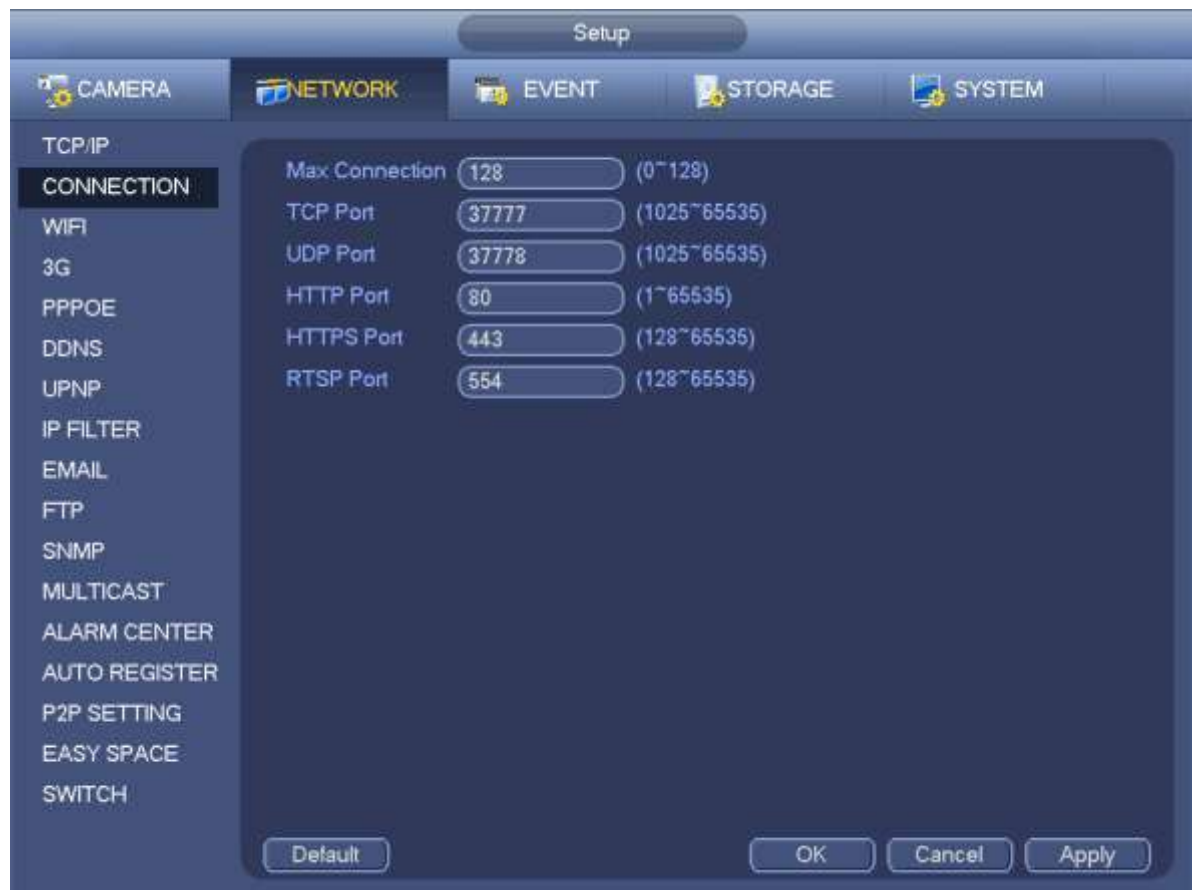 Setup
CAMERA NETWORK EVENT STORAGE SYSTEM
TCP/IP
CONNECTION
WIFI
3G
PPPOE
DDNS
UPNP
IP FILTER
EMAIL
FTP
SNMP
MULTICAST
ALARM CENTER
AUTO REGISTER
P2P SETTING
EASY SPACE
SWITCH
Max Connection 128 (0~128)
TCP Port 37777 (1025~65535)
UDP Port 37778 (1025~65535)
HTTP Port 80 (1~65535)
HTTPS Port 443 (128~65535)
RTSP Port 554 (128~65535)
Default OK Cancel Apply